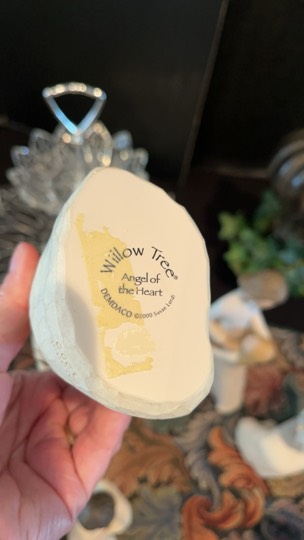 Willow Tree®
Angel of
the Heart
DEMDACO ©2000 Susan Lordi